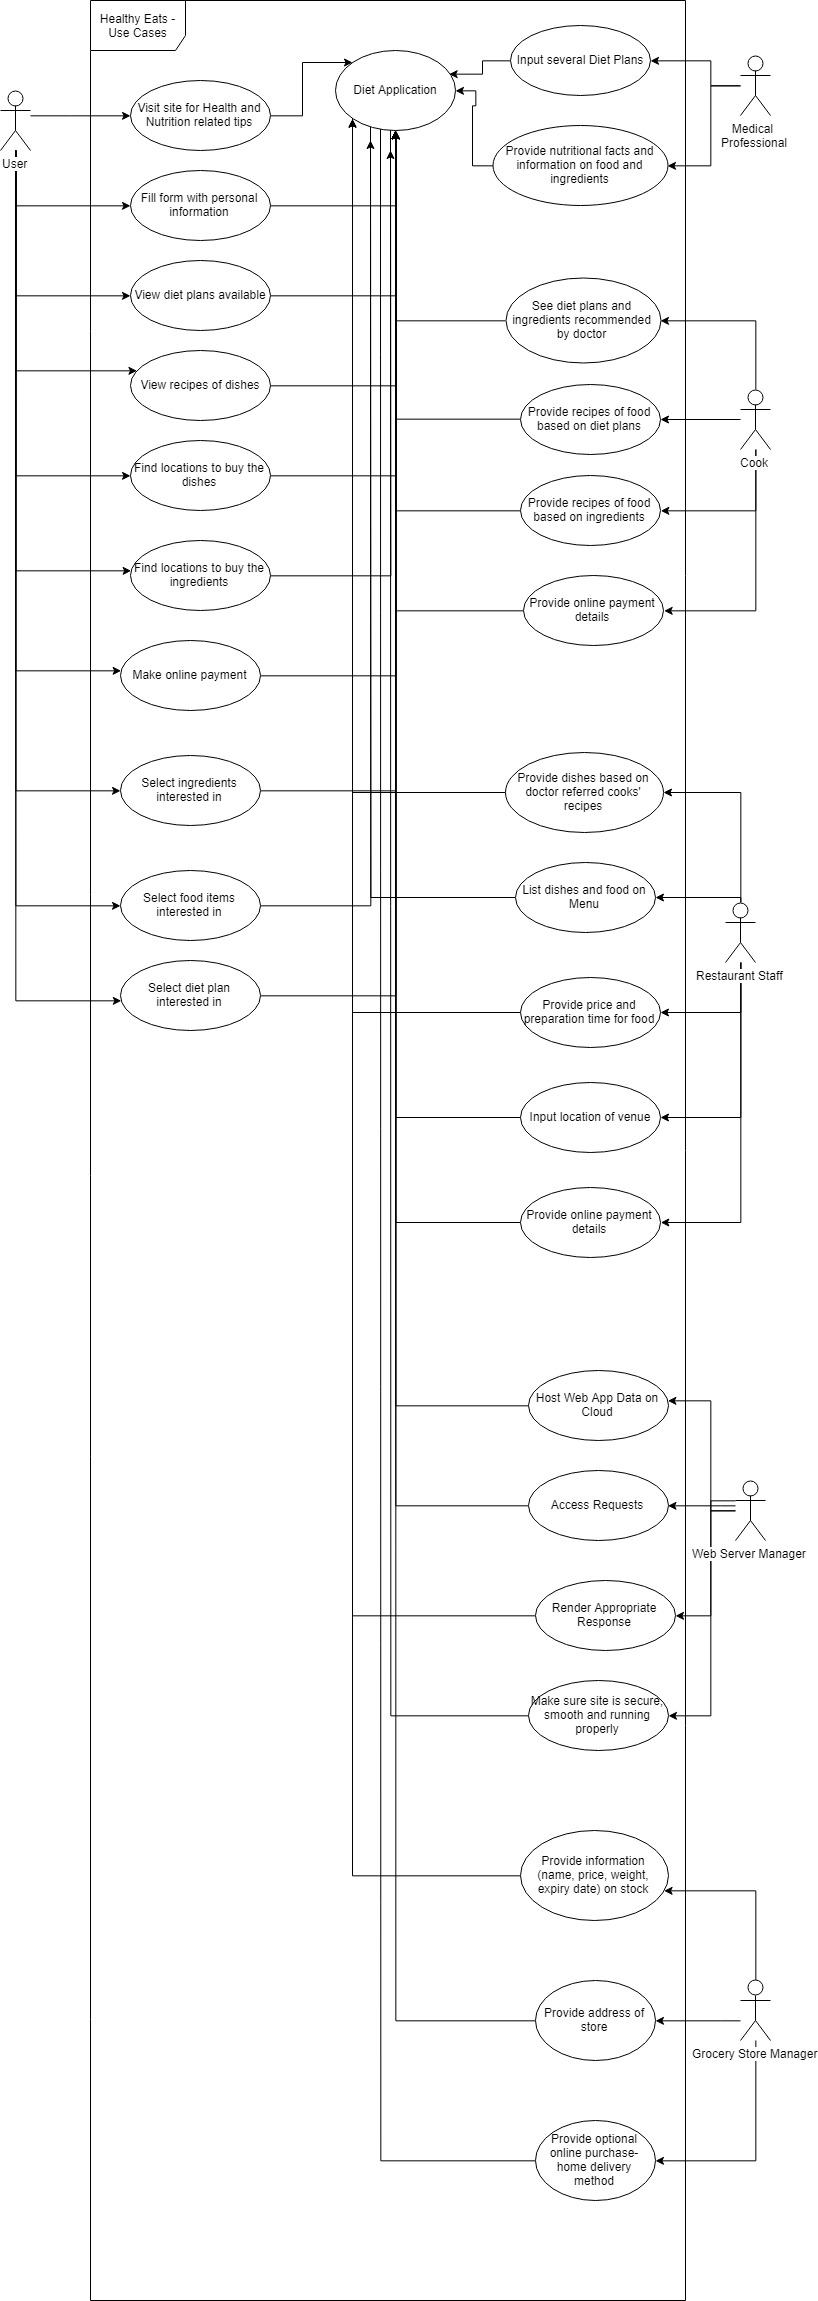 Healthy Eats -
Use Cases
Diet Application
Input several Diet Plans
Visit site for Health and
Nutrition related tips
User
Medical
Professional
Provide nutritional facts and
information on food and
ingredients
Fill form with personal
information
View diet plans available
See diet plans and
ingredients recommended
by doctor
View recipes of dishes
Provide recipes of food
based on diet plans
Cook
Find locations to buy the
dishes
Provide recipes of food
based on ingredients
Find locations to buy the
ingredients
Provide online payment
details
Make online payment
Select ingredients
interested in
Provide dishes based on
doctor referred cooks'
recipes
Select food items
interested in
List dishes and food on
Menu
Restaurant Staff
Select diet plan
interested in
Provide price and
preparation time for food
Input location of venue
Provide online payment
details
Host Web App Data on
Cloud
Access Requests
Web Server Manager
Render Appropriate
Response
Make sure site is secure,
smooth and running
properly
Provide information
(name, price, weight,
expiry date) on stock
Provide address of
store
Grocery Store Manager
Provide optional
online purchase-
home delivery
method